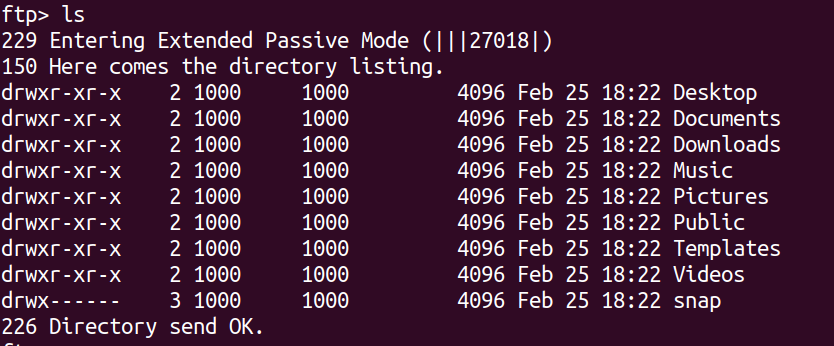 ftp> ls
229 Entering Extended Passive Mode (|||27018|)
150 Here comes the directory listing.
drwxr-xr-x    2 1000     1000         4096 Feb 25 18:22 Desktop
drwxr-xr-x    2 1000     1000         4096 Feb 25 18:22 Documents
drwxr-xr-x    2 1000     1000         4096 Feb 25 18:22 Downloads
drwxr-xr-x    2 1000     1000         4096 Feb 25 18:22 Music
drwxr-xr-x    2 1000     1000         4096 Feb 25 18:22 Pictures
drwxr-xr-x    2 1000     1000         4096 Feb 25 18:22 Public
drwxr-xr-x    2 1000     1000         4096 Feb 25 18:22 Templates
drwxr-xr-x    2 1000     1000         4096 Feb 25 18:22 Videos
drwx------    3 1000     1000         4096 Feb 25 18:22 snap
226 Directory send OK.